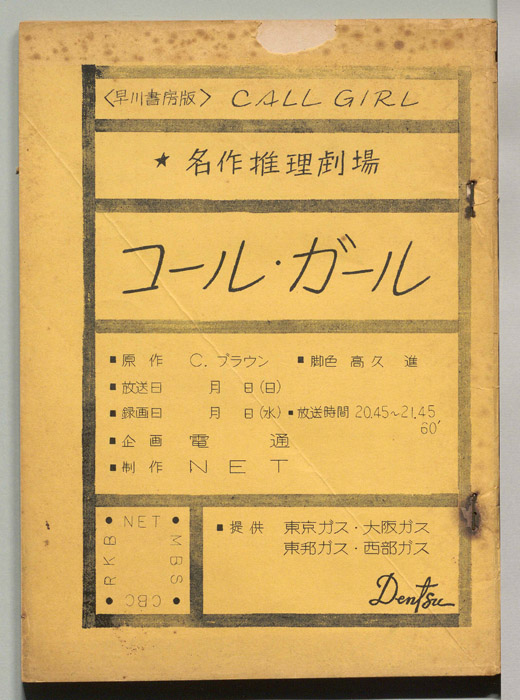 〈早川書房版〉 CALL GIRL
★ 名作推理劇場
コール・ガール
■原作 C. ブラウン ■脚色 高久 進
■放送日 月 日(日)
■録画日 月 日(水) ■放送時間 20.45～21.45
60′
■企画 電通
■制作 NET
●NET●
RKB
MBS
●CBC●
■提供 東京ガス・大阪ガス
東邦ガス・西部ガス
Dentsu